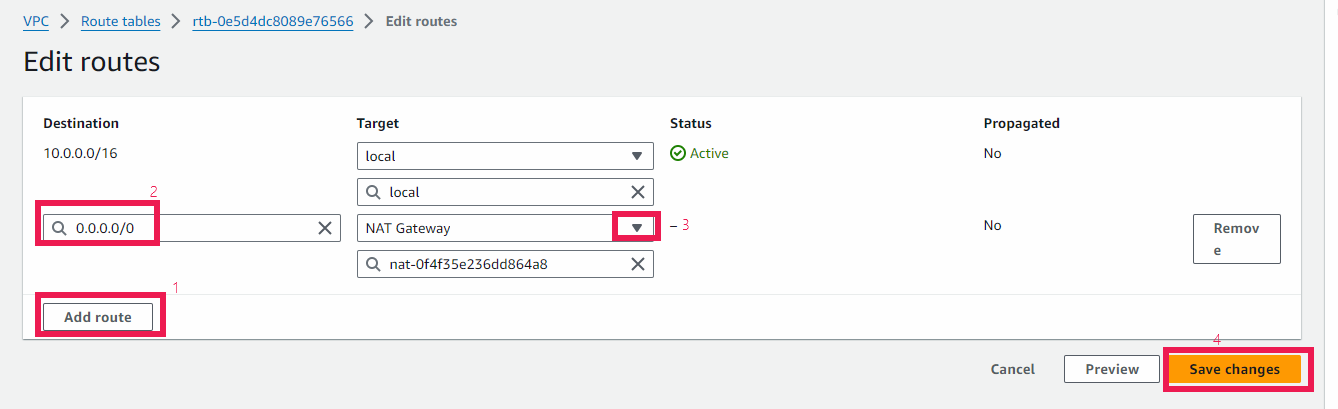 VPC > Route tables > rtb-0e5d4dc8089e76566 > Edit routes
Edit routes
Destination Target Status Propagated
10.0.0.0/16 local Active No
local
2
0.0.0.0/0 NAT Gateway – 3 No Remov
e
nat-0f4f35e236dd864a8
1
Add route
4
Cancel Preview Save changes